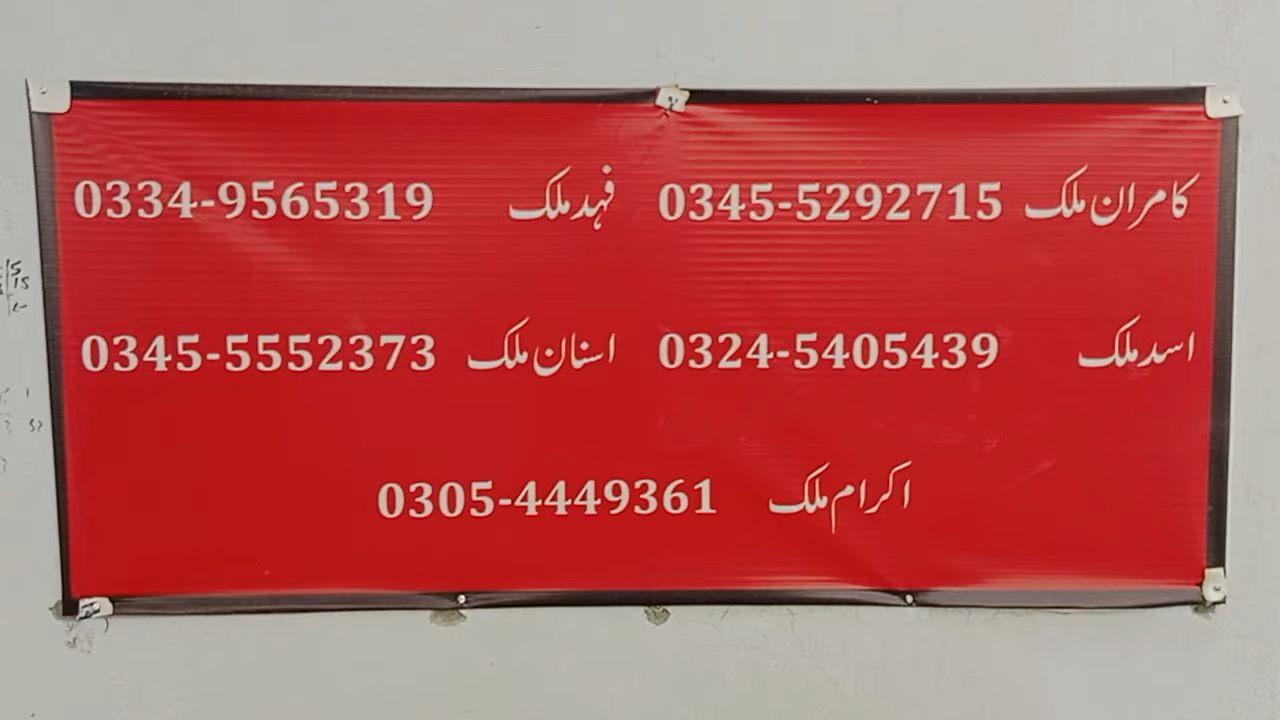 کامران ملک 0345-5292715 فہد ملک 0334-9565319
اسد ملک 0324-5405439 اسنان ملک 0345-5552373
اکرام ملک 0305-4449361